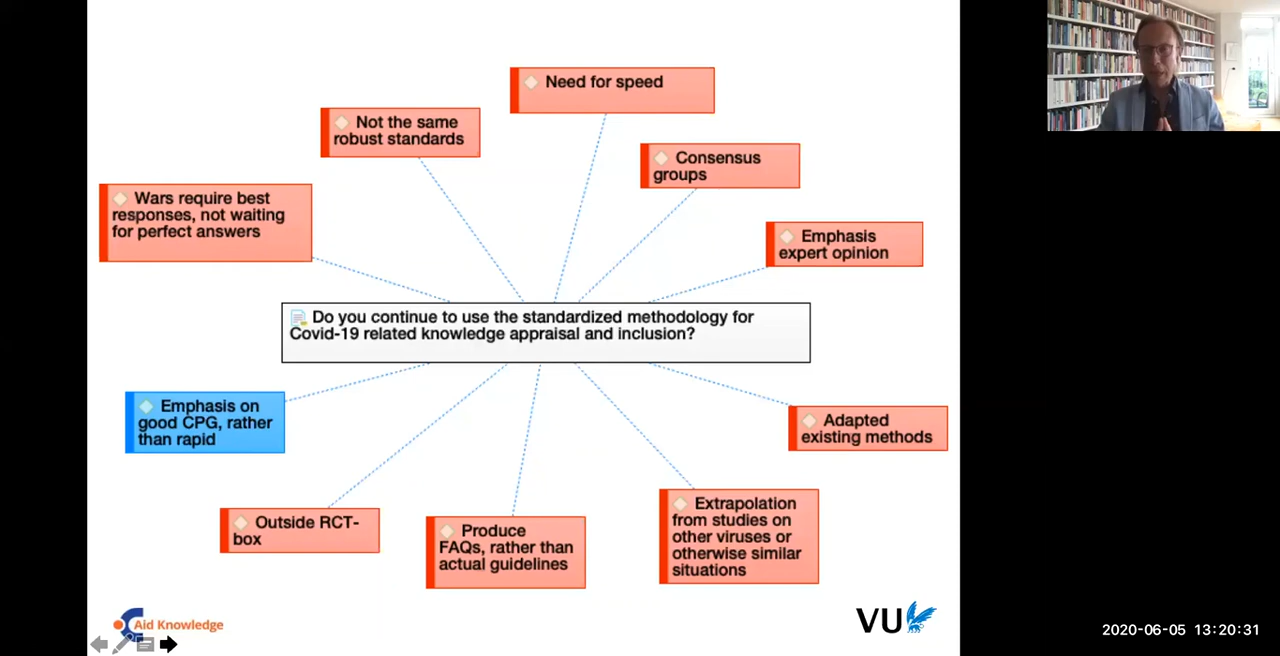 Need for speed
Not the same
robust standards
Consensus
groups
Wars require best
responses, not waiting
for perfect answers
Emphasis
expert opinion
Do you continue to use the standardized methodology for
Covid-19 related knowledge appraisal and inclusion?
Emphasis on
good CPG, rather
than rapid
Adapted
existing methods
Extrapolation
from studies on
other viruses or
otherwise similar
situations
Outside RCT-
box
Produce
FAQs, rather than
actual guidelines
Aid Knowledge
VU
2020-06-05 13:20:31